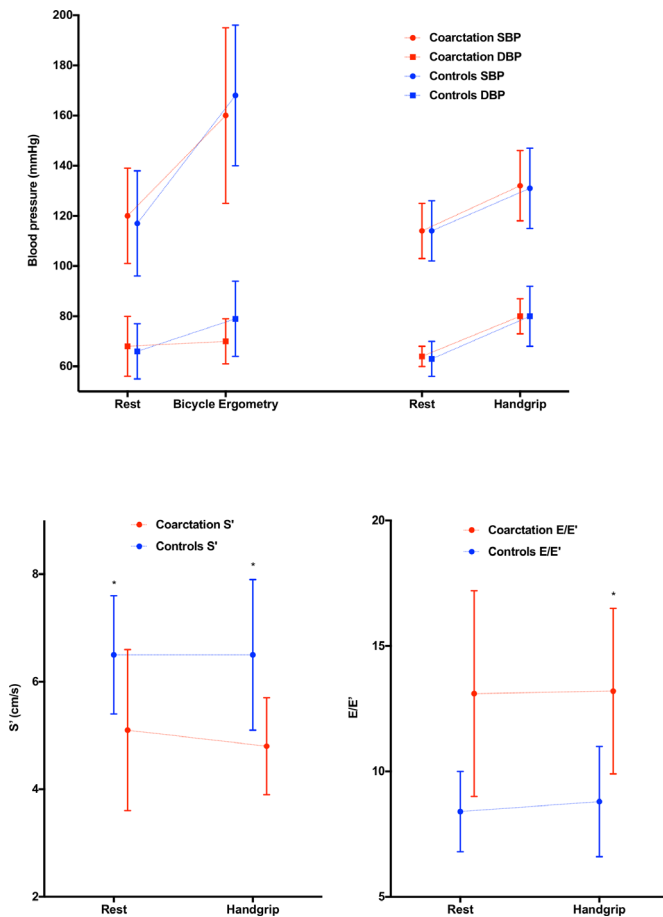 200
180
160
140
120
100
80
60
Blood pressure (mmHg)
Coarctation SBP
Coarctation DBP
Controls SBP
Controls DBP
Rest
Bicycle Ergometry
Rest
Handgrip
8
6
4
2
S' (cm/s)
Coarctation S'
Controls S'
*
*
Rest
Handgrip
20
15
10
5
E/E'
Coarctation E/E'
Controls E/E'
*
Rest
Handgrip